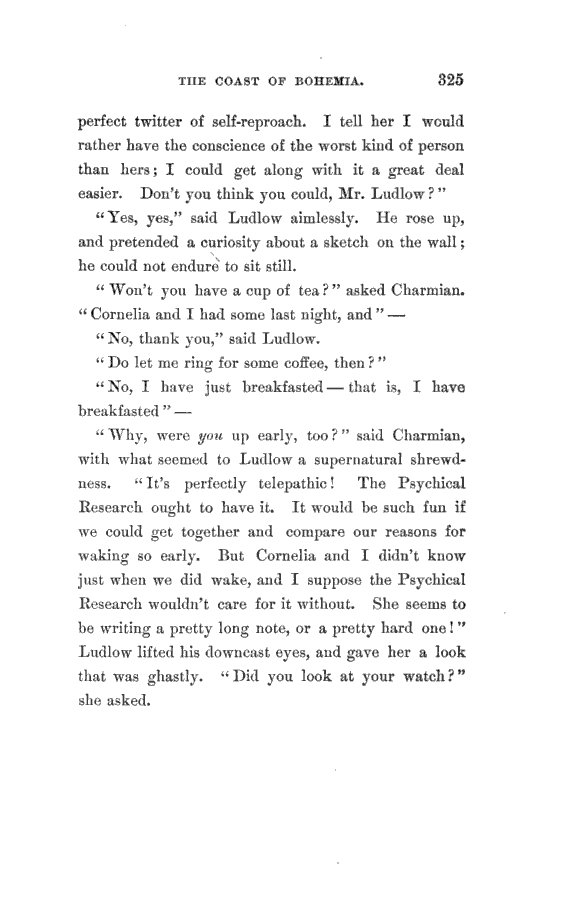 THE COAST OF BOHEMIA. 325
perfect twitter of self-reproach. I tell her I would
rather have the conscience of the worst kind of person
than hers; I could get along with it a great deal
easier. Don't you think you could, Mr. Ludlow?"
"Yes, yes," said Ludlow aimlessly. He rose up,
and pretended a curiosity about a sketch on the wall;
he could not endure to sit still.
"Won't you have a cup of tea?" asked Charmian.
"Cornelia and I had some last night, and"—
"No, thank you," said Ludlow.
"Do let me ring for some coffee, then?"
"No, I have just breakfasted—that is, I have
breakfasted"—
"Why, were you up early, too?" said Charmian,
with what seemed to Ludlow a supernatural shrewd-
ness. "It's perfectly telepathic! The Psychical
Research ought to have it. It would be such fun if
we could get together and compare our reasons for
waking so early. But Cornelia and I didn't know
just when we did wake, and I suppose the Psychical
Research wouldn't care for it without. She seems to
be writing a pretty long note, or a pretty hard one!"
Ludlow lifted his downcast eyes, and gave her a look
that was ghastly. "Did you look at your watch?"
she asked.